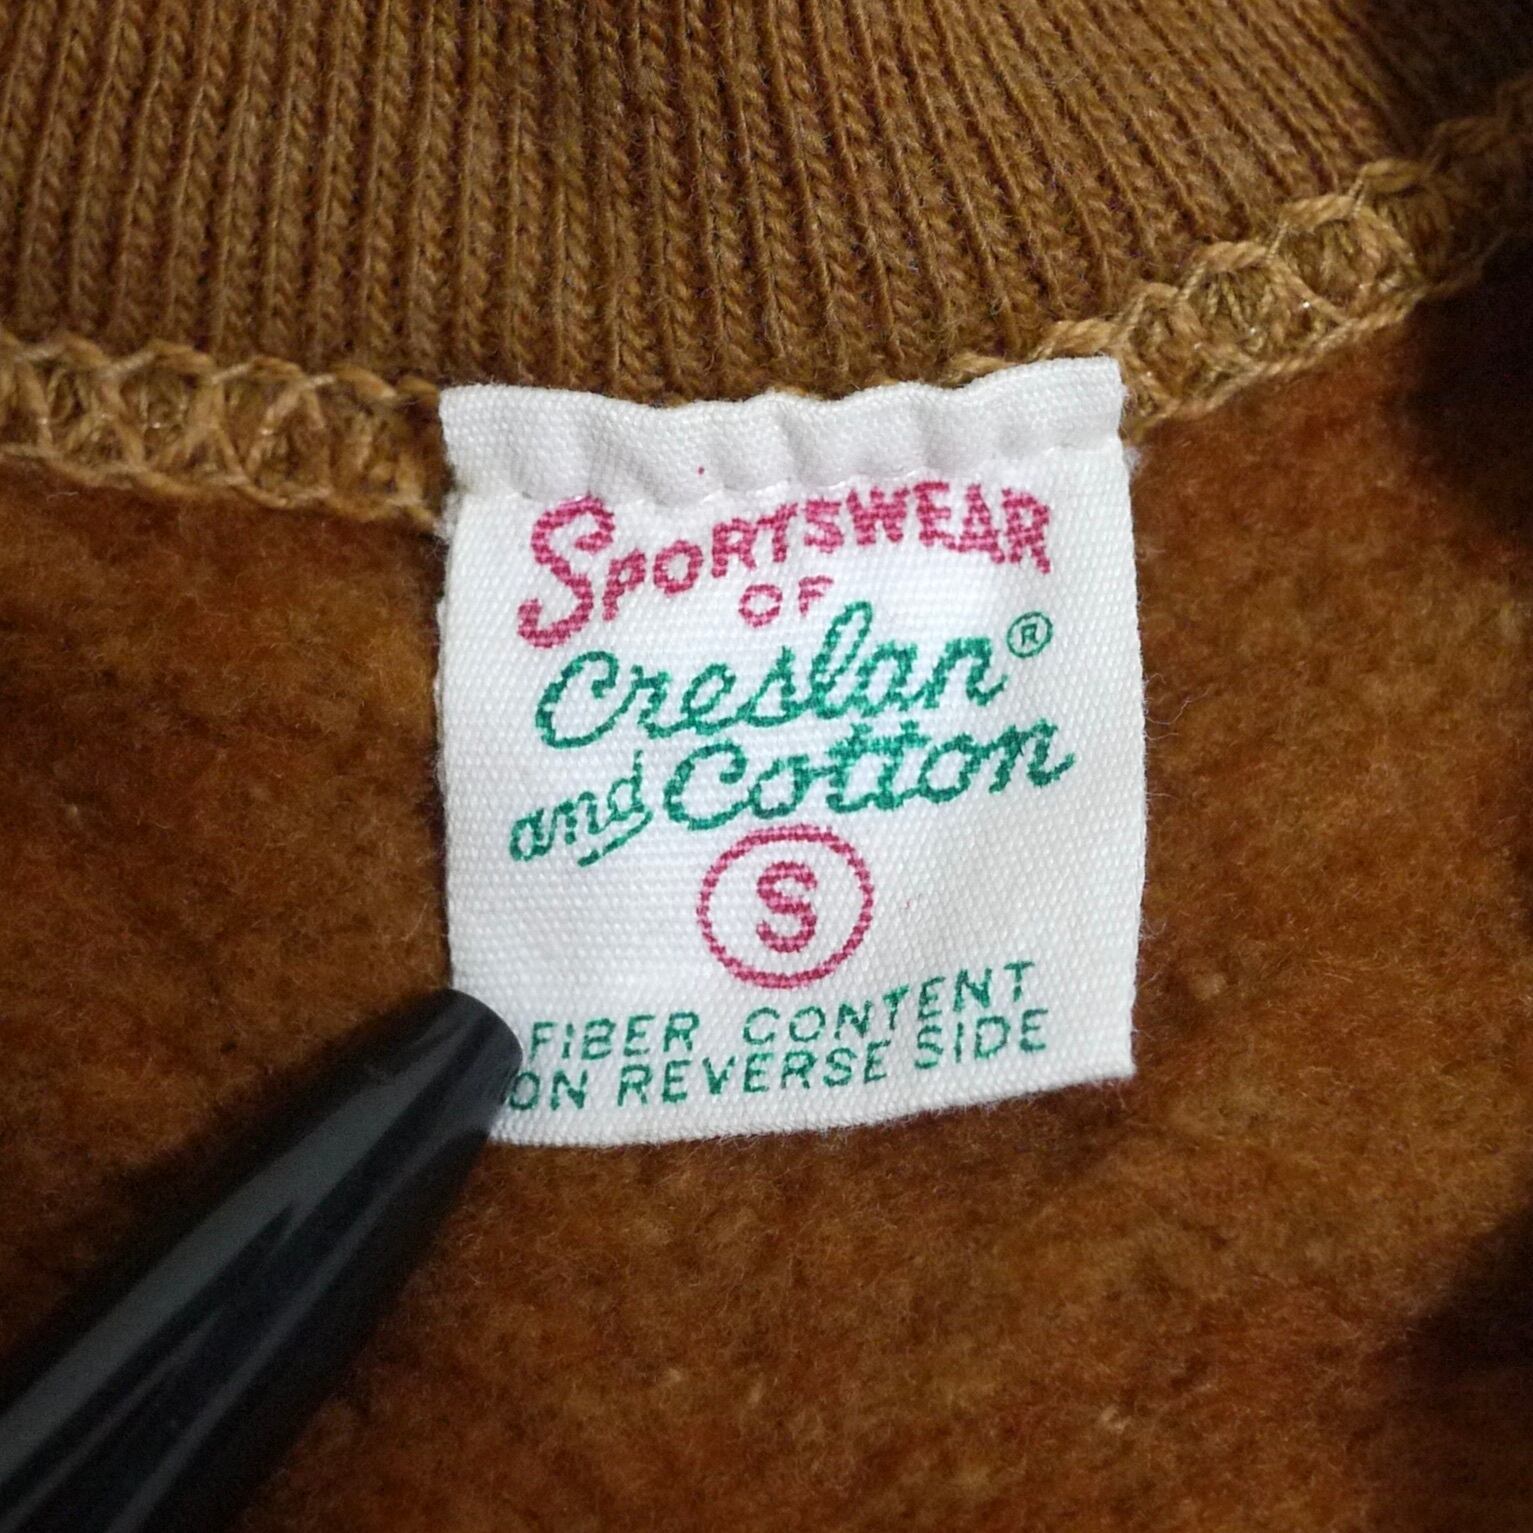 SPORTSWEAR
OF
Creslan®
and Cotton
S
FIBER CONTENT
ON REVERSE SIDE